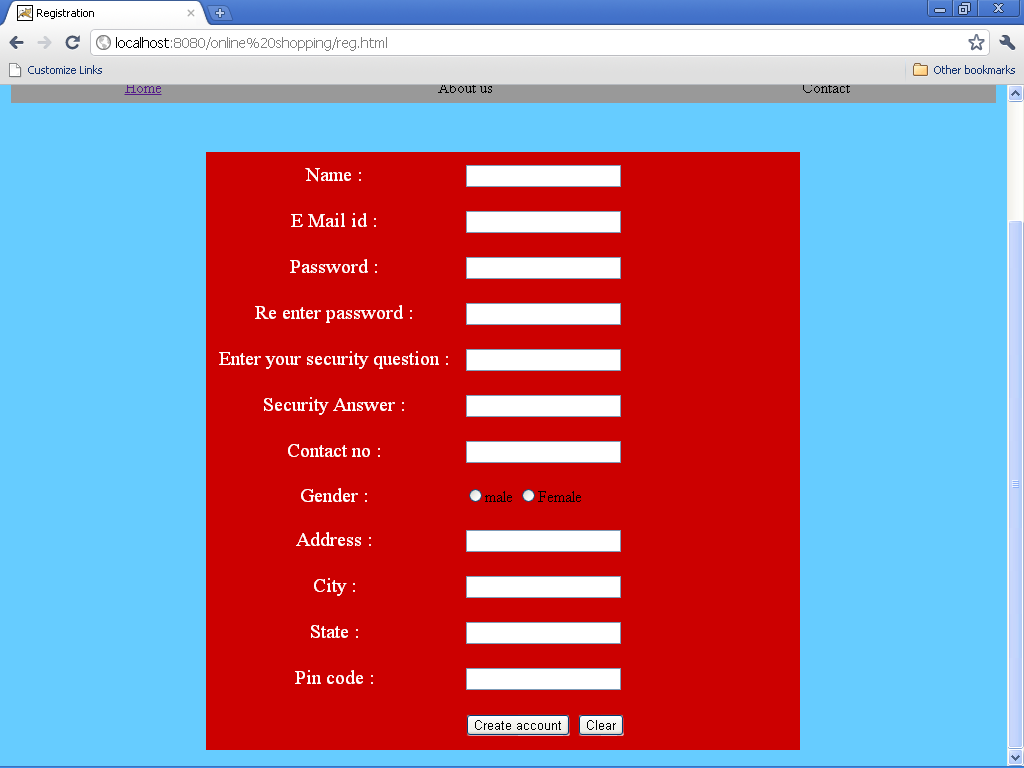 Registration
localhost:8080/online%20shopping/reg.html
Customize Links Other bookmarks
Home About us Contact
Name :
E Mail id :
Password :
Re enter password :
Enter your security question :
Security Answer :
Contact no :
Gender : male Female
Address :
City :
State :
Pin code :
Create account Clear